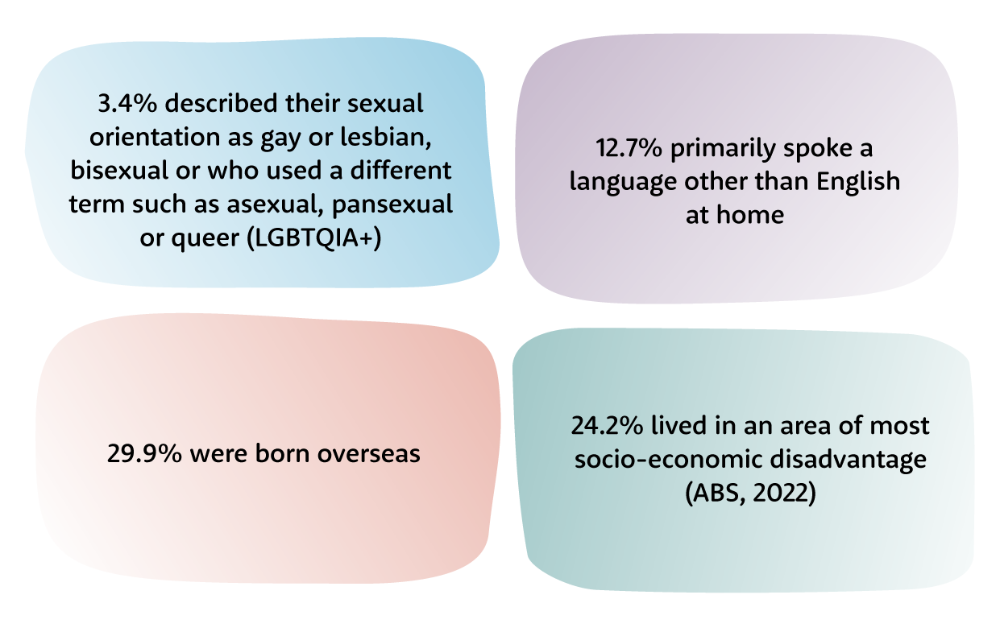 3.4% described their sexual
orientation as gay or lesbian,
bisexual or who used a different
term such as asexual, pansexual
or queer (LGBTQIA+)
12.7% primarily spoke a
language other than English
at home
29.9% were born overseas
24.2% lived in an area of most
socio-economic disadvantage
(ABS, 2022)